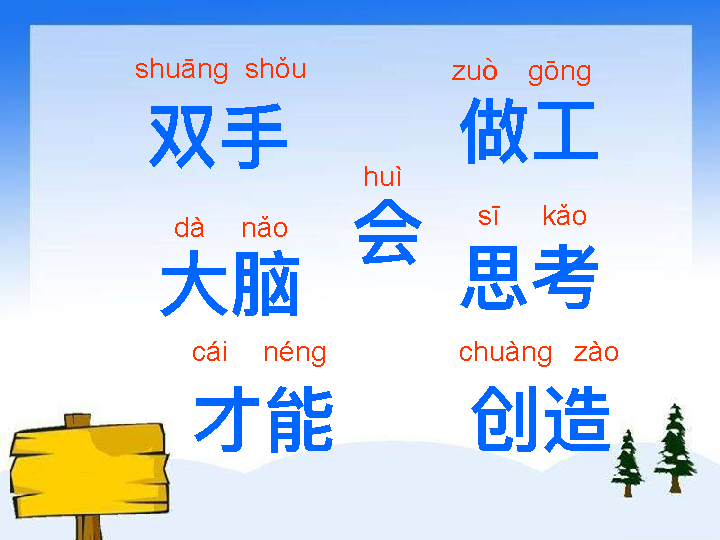 shuāng shǒu zuò gōng
双手 做工
huì
会
dà nǎo sī kǎo
大脑 思考
cái néng chuàng zào
才能 创造